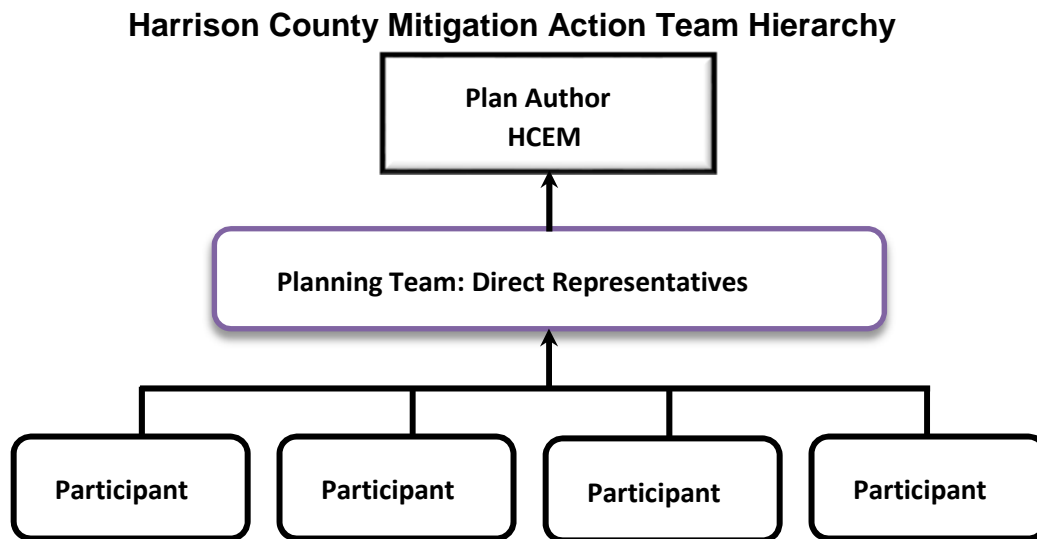 Harrison County Mitigation Action Team Hierarchy
Plan Author
HCEM
Planning Team: Direct Representatives
Participant
Participant
Participant
Participant